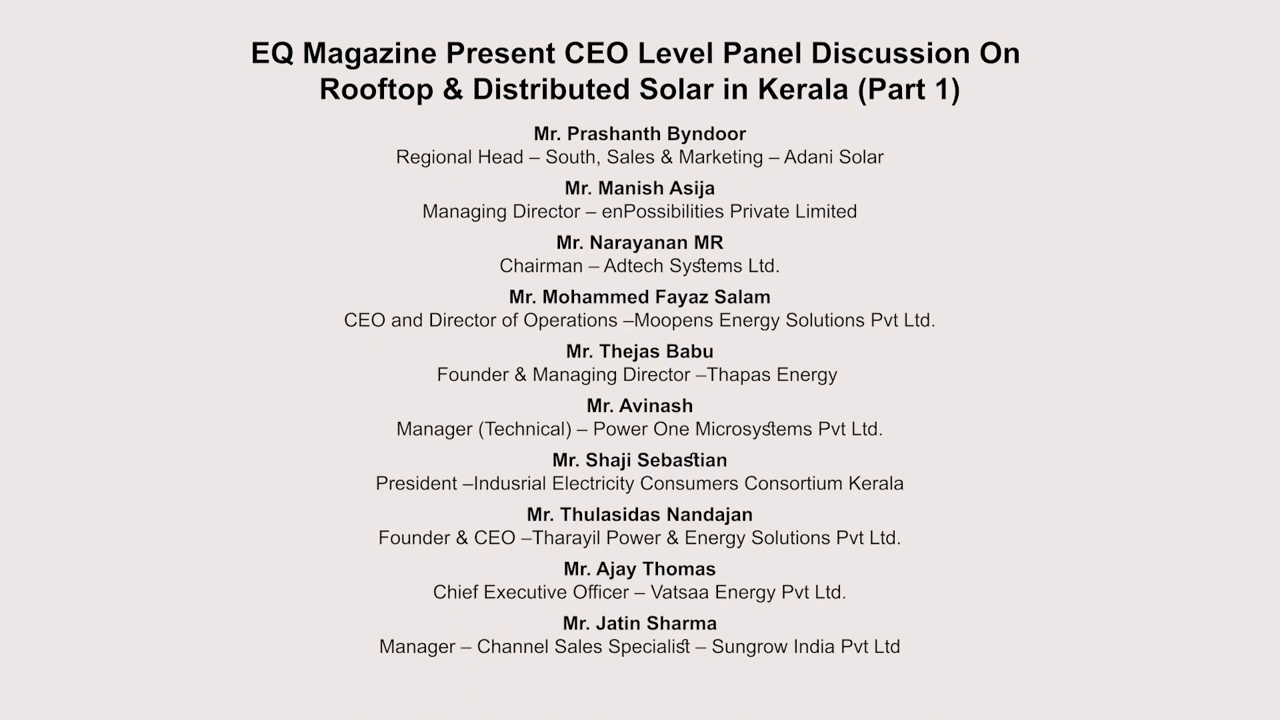 EQ Magazine Present CEO Level Panel Discussion On
Rooftop & Distributed Solar in Kerala (Part 1)
Mr. Prashanth Byndoor
Regional Head – South, Sales & Marketing – Adani Solar
Mr. Manish Asija
Managing Director – enPossibilities Private Limited
Mr. Narayanan MR
Chairman – Adtech Systems Ltd.
Mr. Mohammed Fayaz Salam
CEO and Director of Operations –Moopens Energy Solutions Pvt Ltd.
Mr. Thejas Babu
Founder & Managing Director –Thapas Energy
Mr. Avinash
Manager (Technical) – Power One Microsystems Pvt Ltd.
Mr. Shaji Sebastian
President –Indusrial Electricity Consumers Consortium Kerala
Mr. Thulasidas Nandajan
Founder & CEO –Tharayil Power & Energy Solutions Pvt Ltd.
Mr. Ajay Thomas
Chief Executive Officer – Vatsaa Energy Pvt Ltd.
Mr. Jatin Sharma
Manager – Channel Sales Specialist – Sungrow India Pvt Ltd